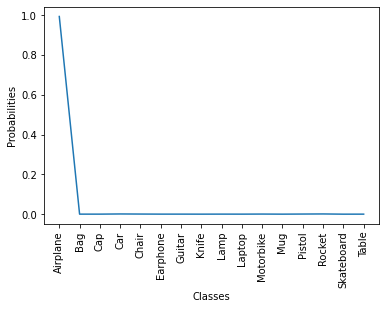 1.0
0.8
0.6
0.4
0.2
0.0
Probabilities
Airplane
Bag
Cap
Car
Chair
Earphone
Guitar
Knife
Lamp
Laptop
Motorbike
Mug
Pistol
Rocket
Skateboard
Table
Classes